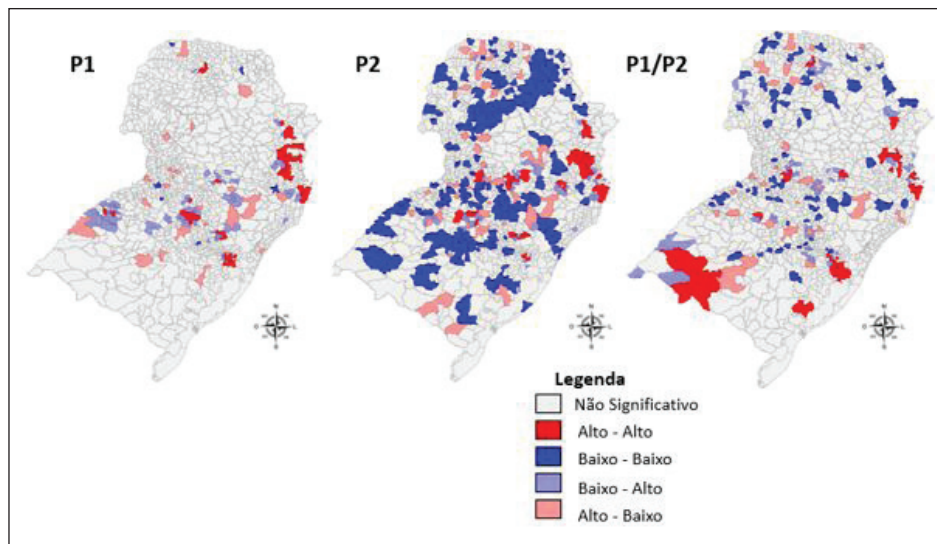 P1
P2
P1/P2
Legenda
Não Significativo
Alto - Alto
Baixo - Baixo
Baixo - Alto
Alto - Baixo